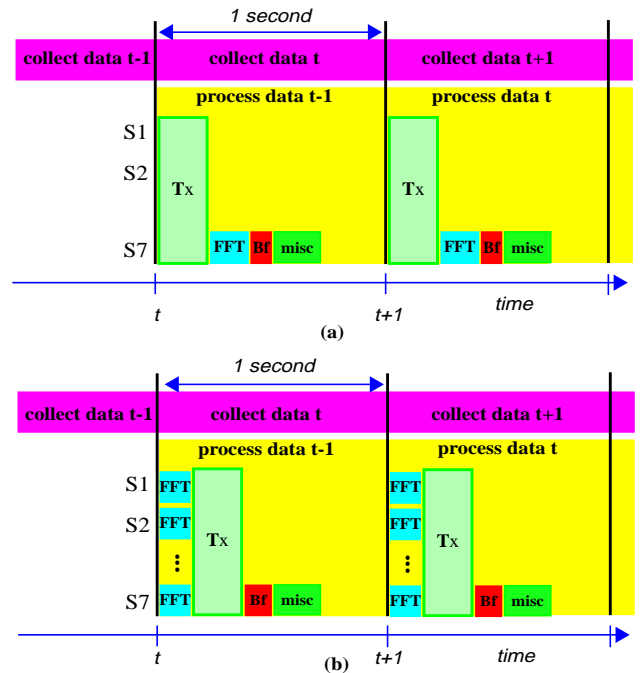 1 second
collect data t-1 collect data t collect data t+1
process data t-1 process data t
S1
S2
Tx Tx
S7 FFT Bf misc FFT Bf misc
t t+1 time
(a)
1 second
collect data t-1 collect data t collect data t+1
process data t-1 process data t
S1 FFT FFT
S2 FFT FFT
Tx Tx
⋮ ⋮
S7 FFT Bf misc FFT Bf misc
t t+1 time
(b)